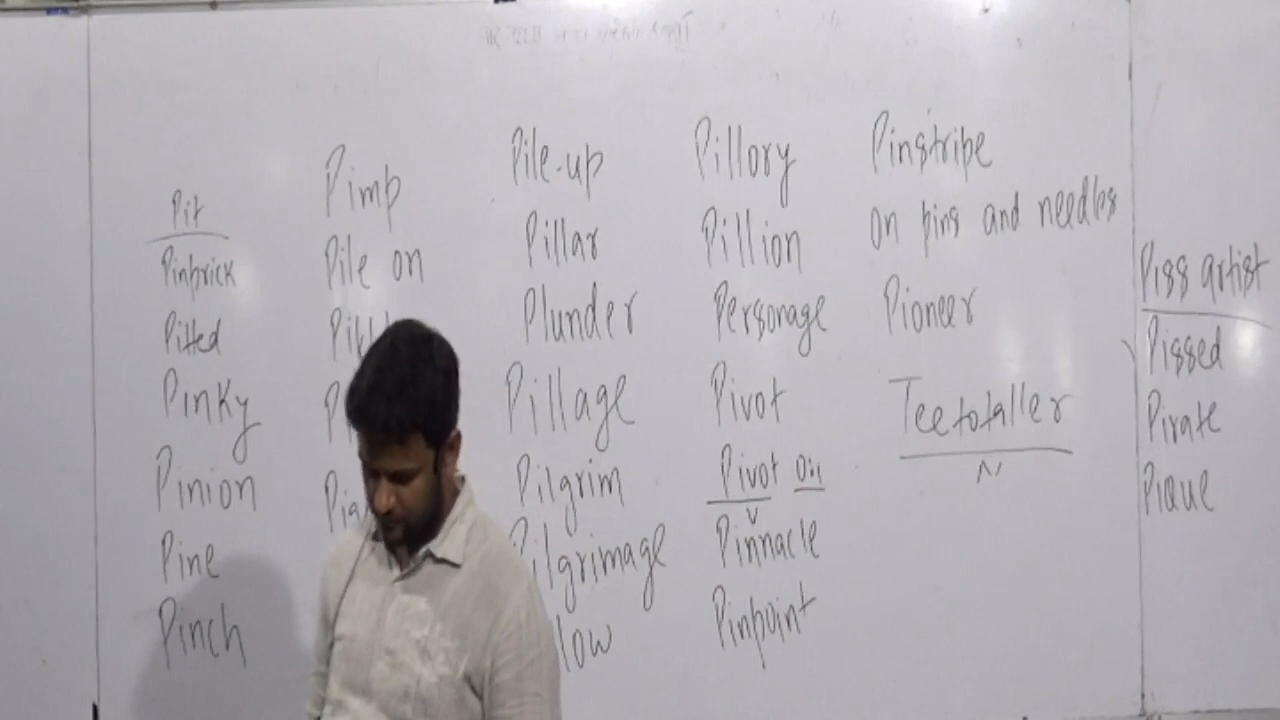 Pit
Pinprick
Pitted
Pinky
Pinion
Pine
Pinch
Pimp
Pile on
Pile-up
Pillar
Plunder
Pillage
Pilgrim
Pilgrimage
Pillory
Pillion
Personage
Pivot
Pivot on
v
Pinnacle
Pinpoint
Pinstripe
on pins and needles
Pioneer
Teetotaller
N
Piss artist
Pissed
Pirate
Pique